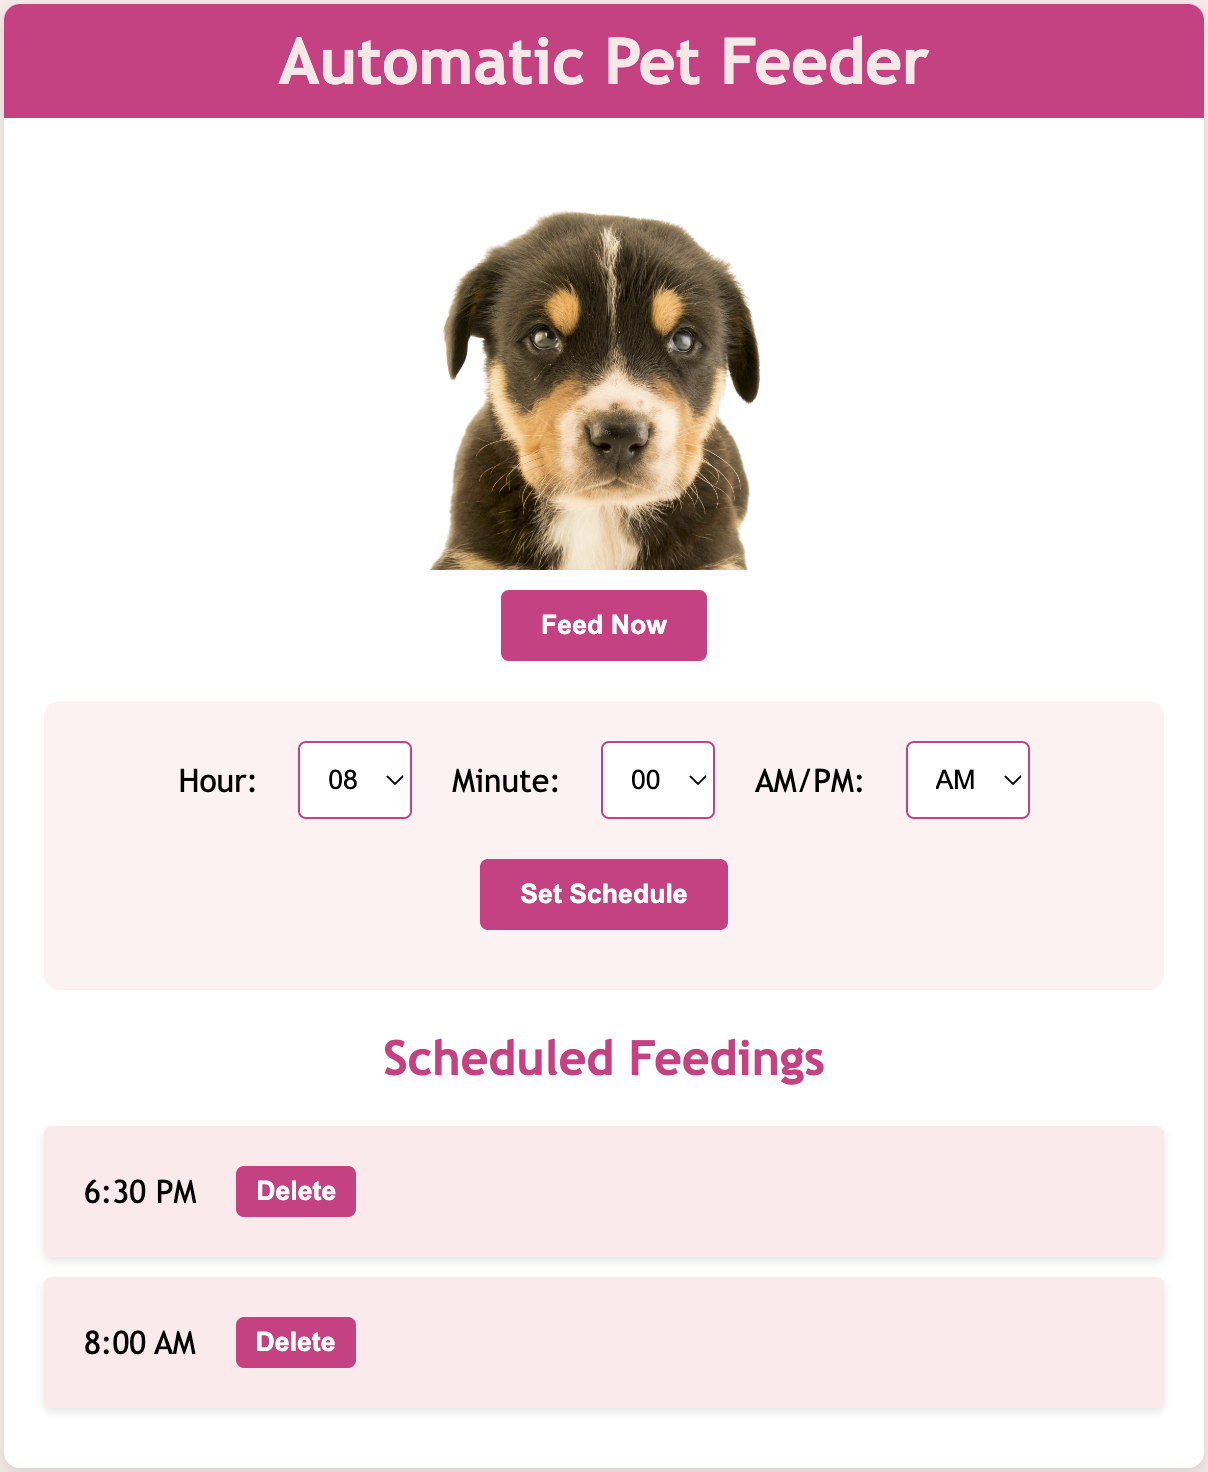 Automatic Pet Feeder
Feed Now
Hour: 08 Minute: 00 AM/PM: AM
Set Schedule
Scheduled Feedings
6:30 PM Delete
8:00 AM Delete